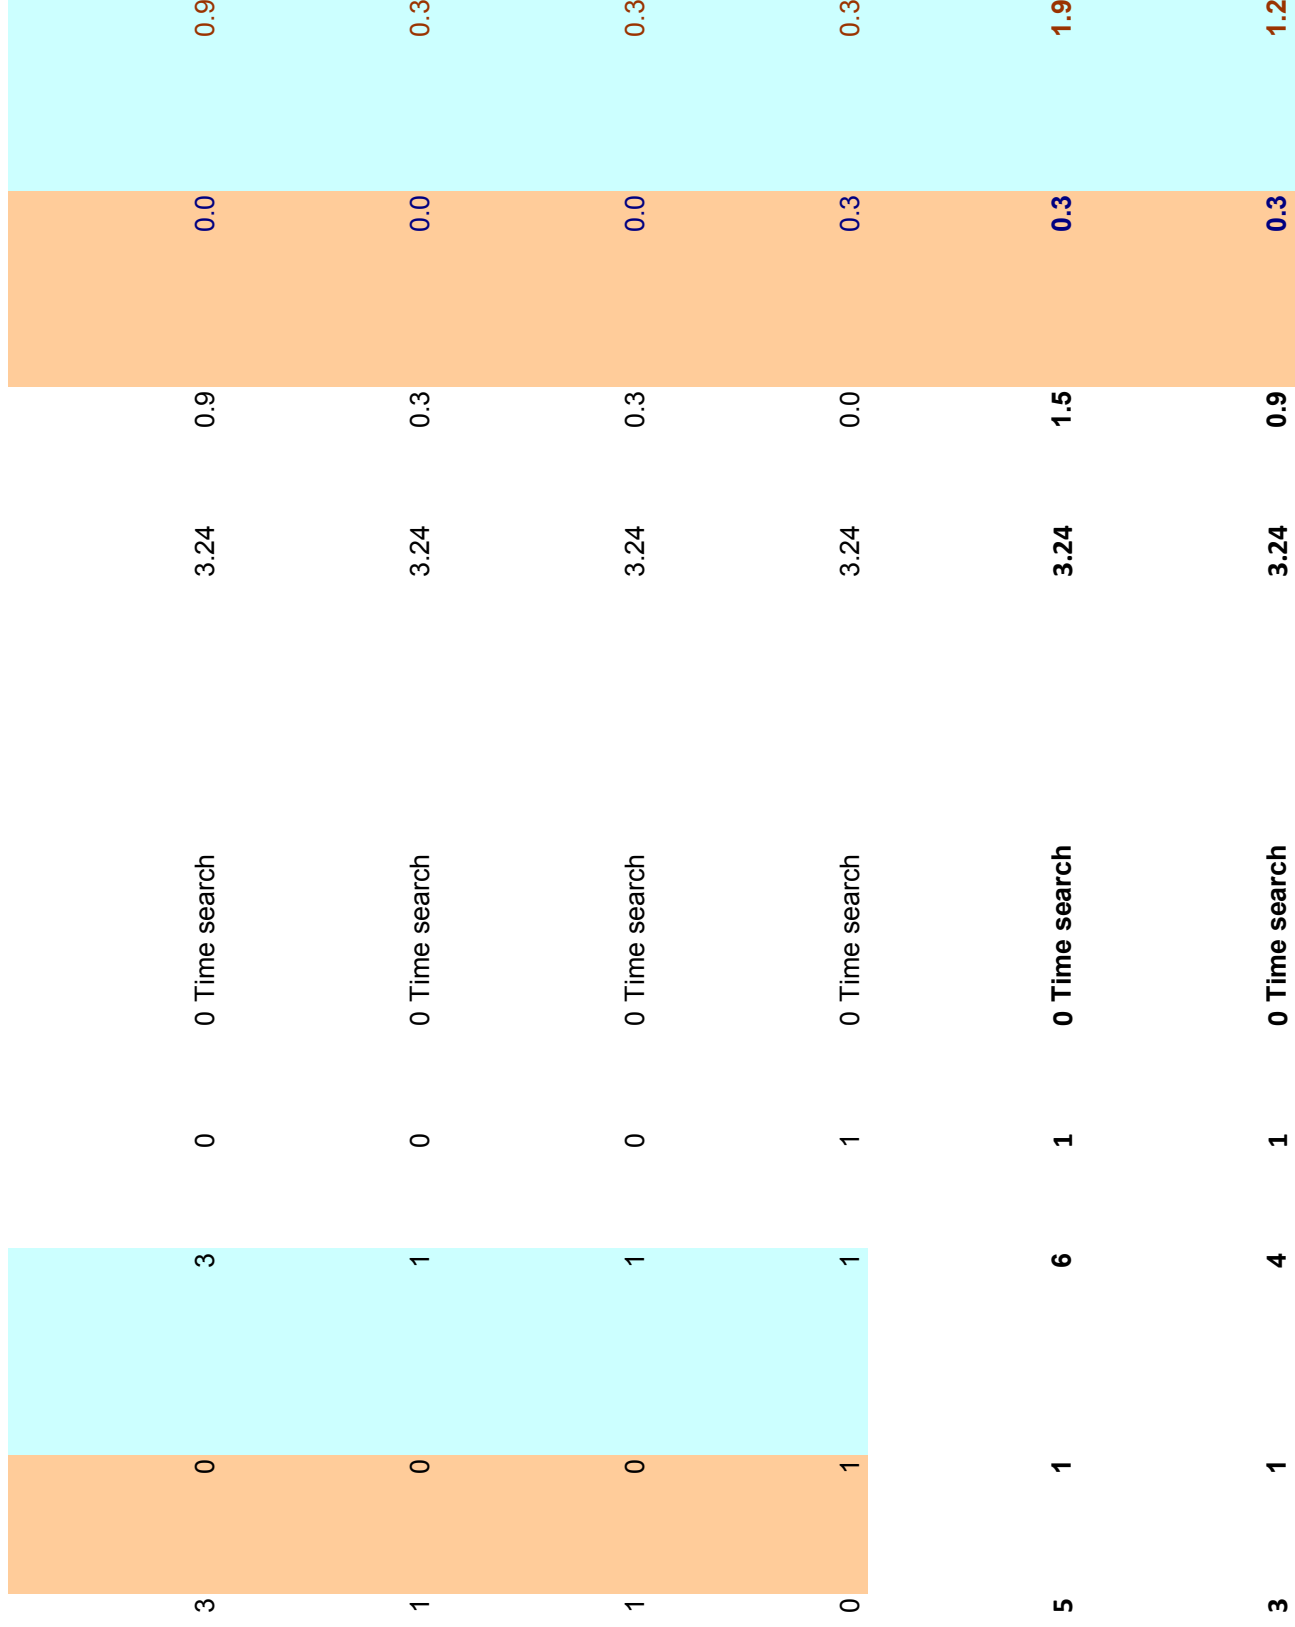 3 0 3 0 0 Time search 3.24 0.9 0.0 0.9
1 0 1 0 0 Time search 3.24 0.3 0.0 0.3
1 0 1 0 0 Time search 3.24 0.3 0.0 0.3
0 1 1 1 0 Time search 3.24 0.0 0.3 0.3
5 1 6 1 0 Time search 3.24 1.5 0.3 1.9
3 1 4 1 0 Time search 3.24 0.9 0.3 1.2